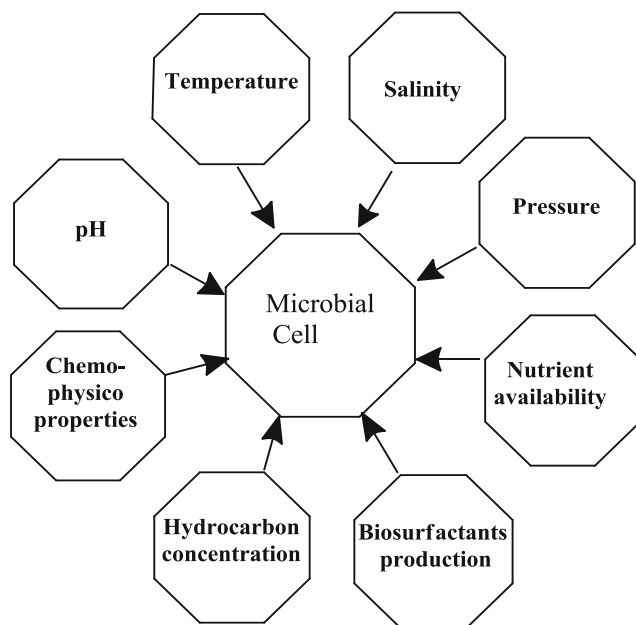 Temperature
Salinity
pH
Pressure
Microbial
Cell
Chemo-
physico
properties
Nutrient
availability
Hydrocarbon
concentration
Biosurfactants
production